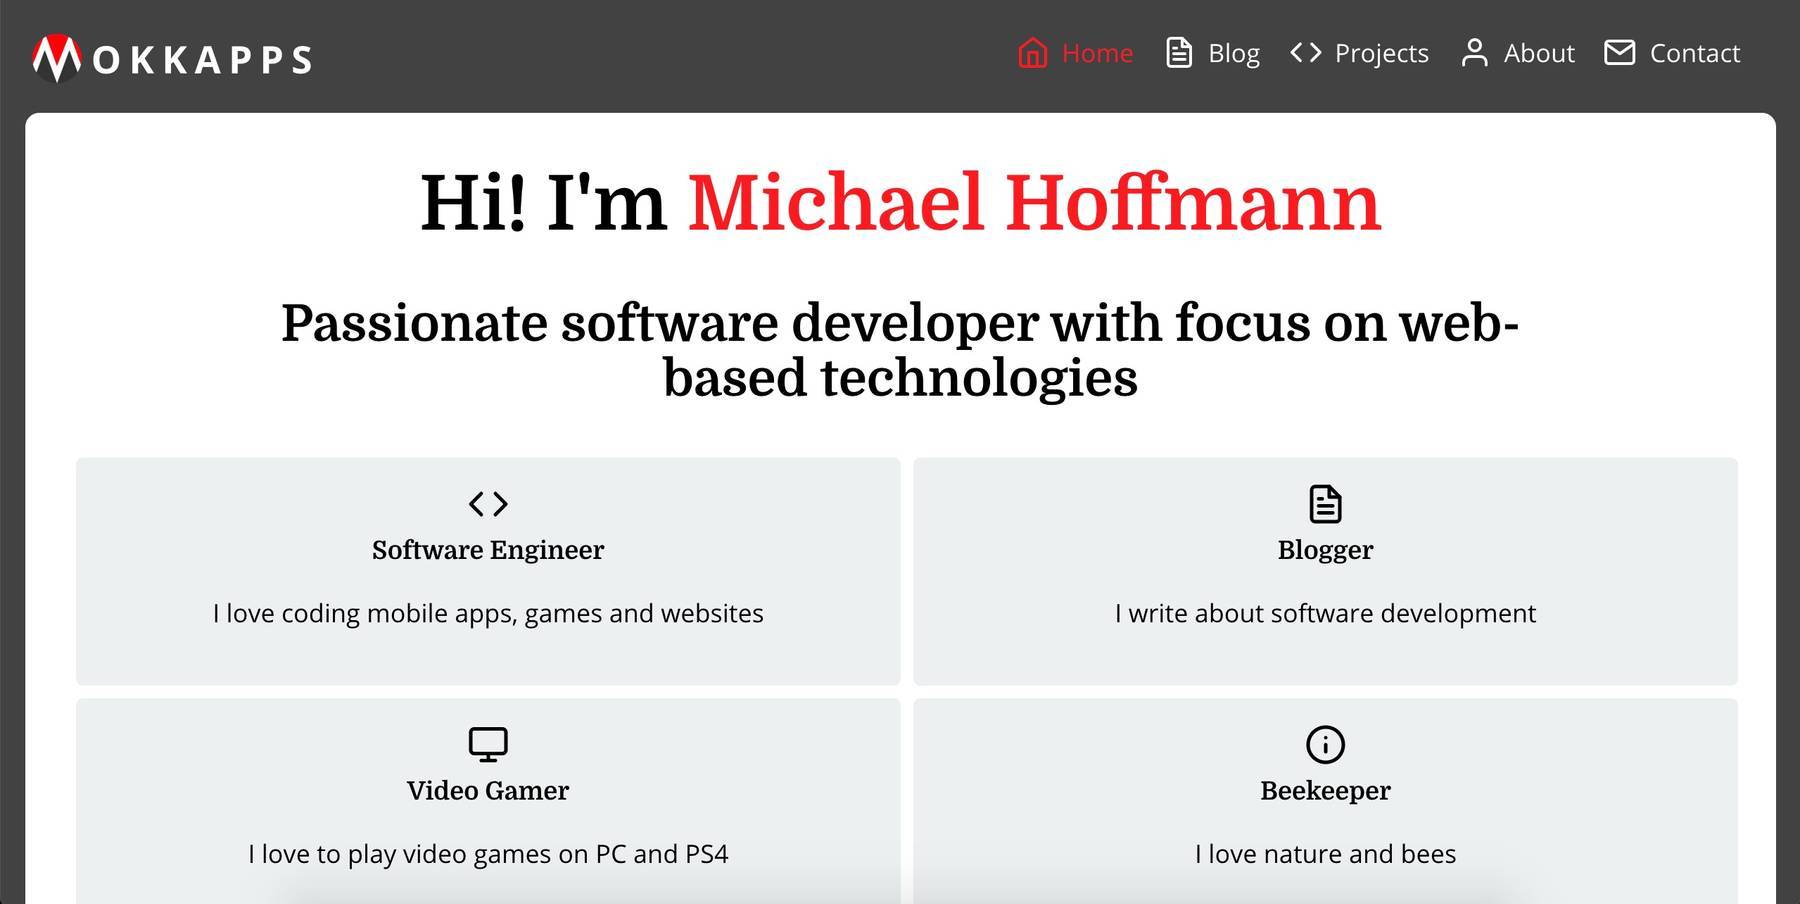 MOKKAPPS
Home Blog Projects About Contact
Hi! I'm Michael Hoffmann
Passionate software developer with focus on web-
based technologies
Software Engineer
I love coding mobile apps, games and websites
Blogger
I write about software development
Video Gamer
I love to play video games on PC and PS4
Beekeeper
I love nature and bees